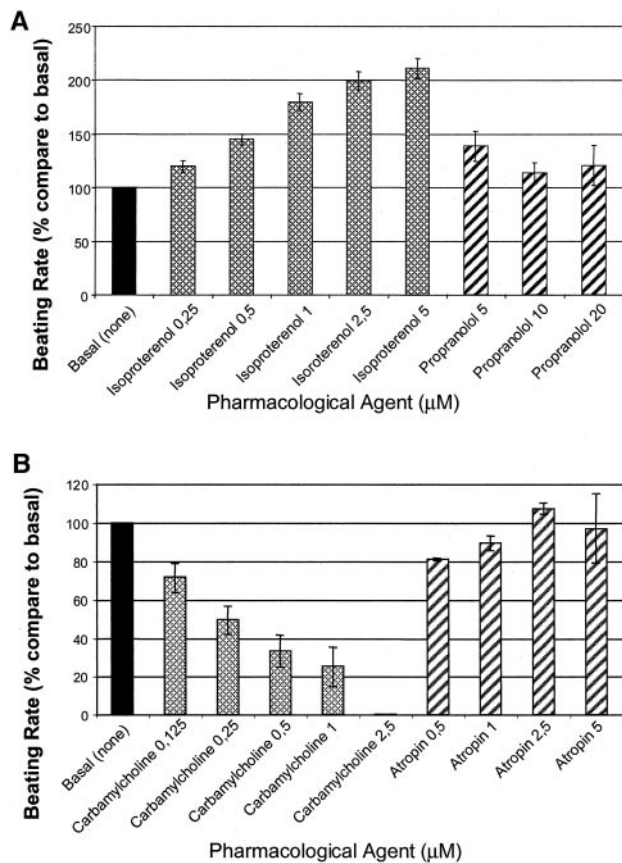 A
Beating Rate (% compare to basal)
250
200
150
100
50
0
Basal (none)
Isoproterenol 0,25
Isoproterenol 0,5
Isoproterenol 1
Isoroterenol 2,5
Isoproterenol 5
Propranolol 5
Propranolol 10
Propranolol 20
Pharmacological Agent (μM)
B
Beating Rate (% compare to basal)
120
100
80
60
40
20
0
Basal (none)
Carbamylcholine 0,125
Carbamylcholine 0,25
Carbamylcholine 0,5
Carbamylcholine 1
Carbamylcholine 2,5
Atropin 0,5
Atropin 1
Atropin 2,5
Atropin 5
Pharmacological Agent (μM)